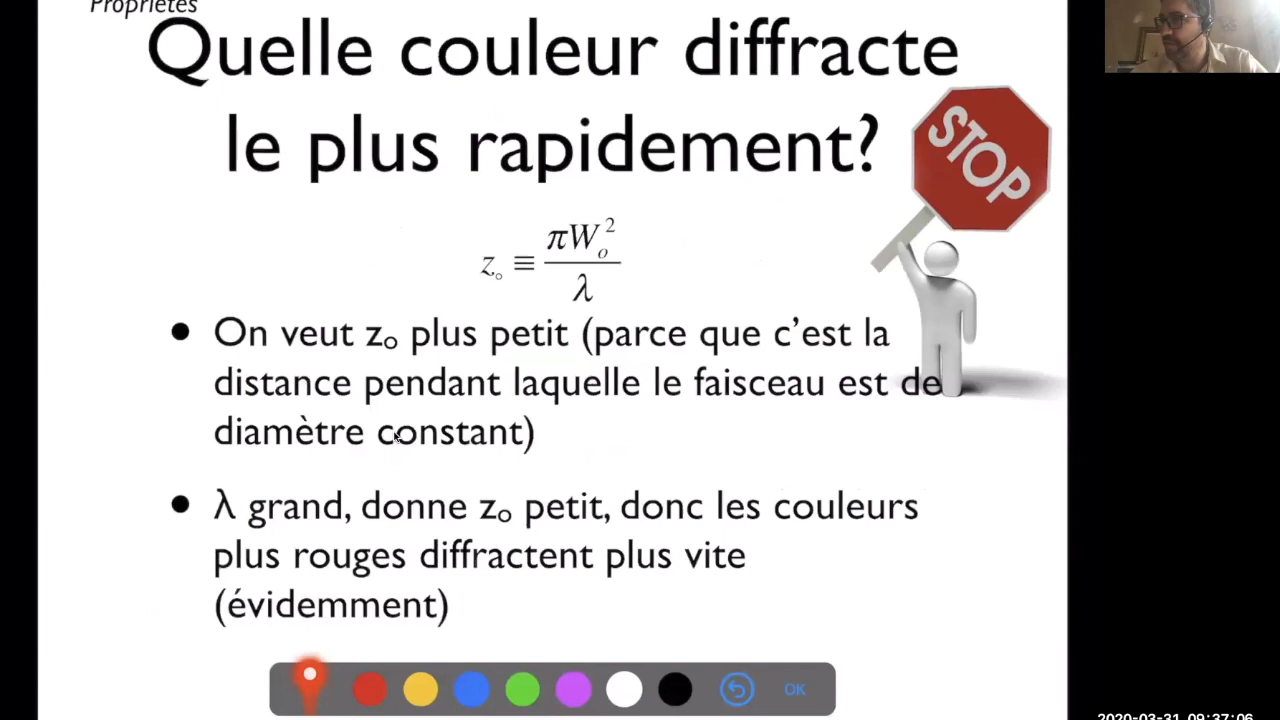 Propriétés
Quelle couleur diffracte
le plus rapidement?
STOP
z₀ ≡ πW₀² / λ
• On veut z₀ plus petit (parce que c’est la
distance pendant laquelle le faisceau est de
diamètre constant)
• λ grand, donne z₀ petit, donc les couleurs
plus rouges diffractent plus vite
(évidemment)
OK
2020-03-31 09:37:06